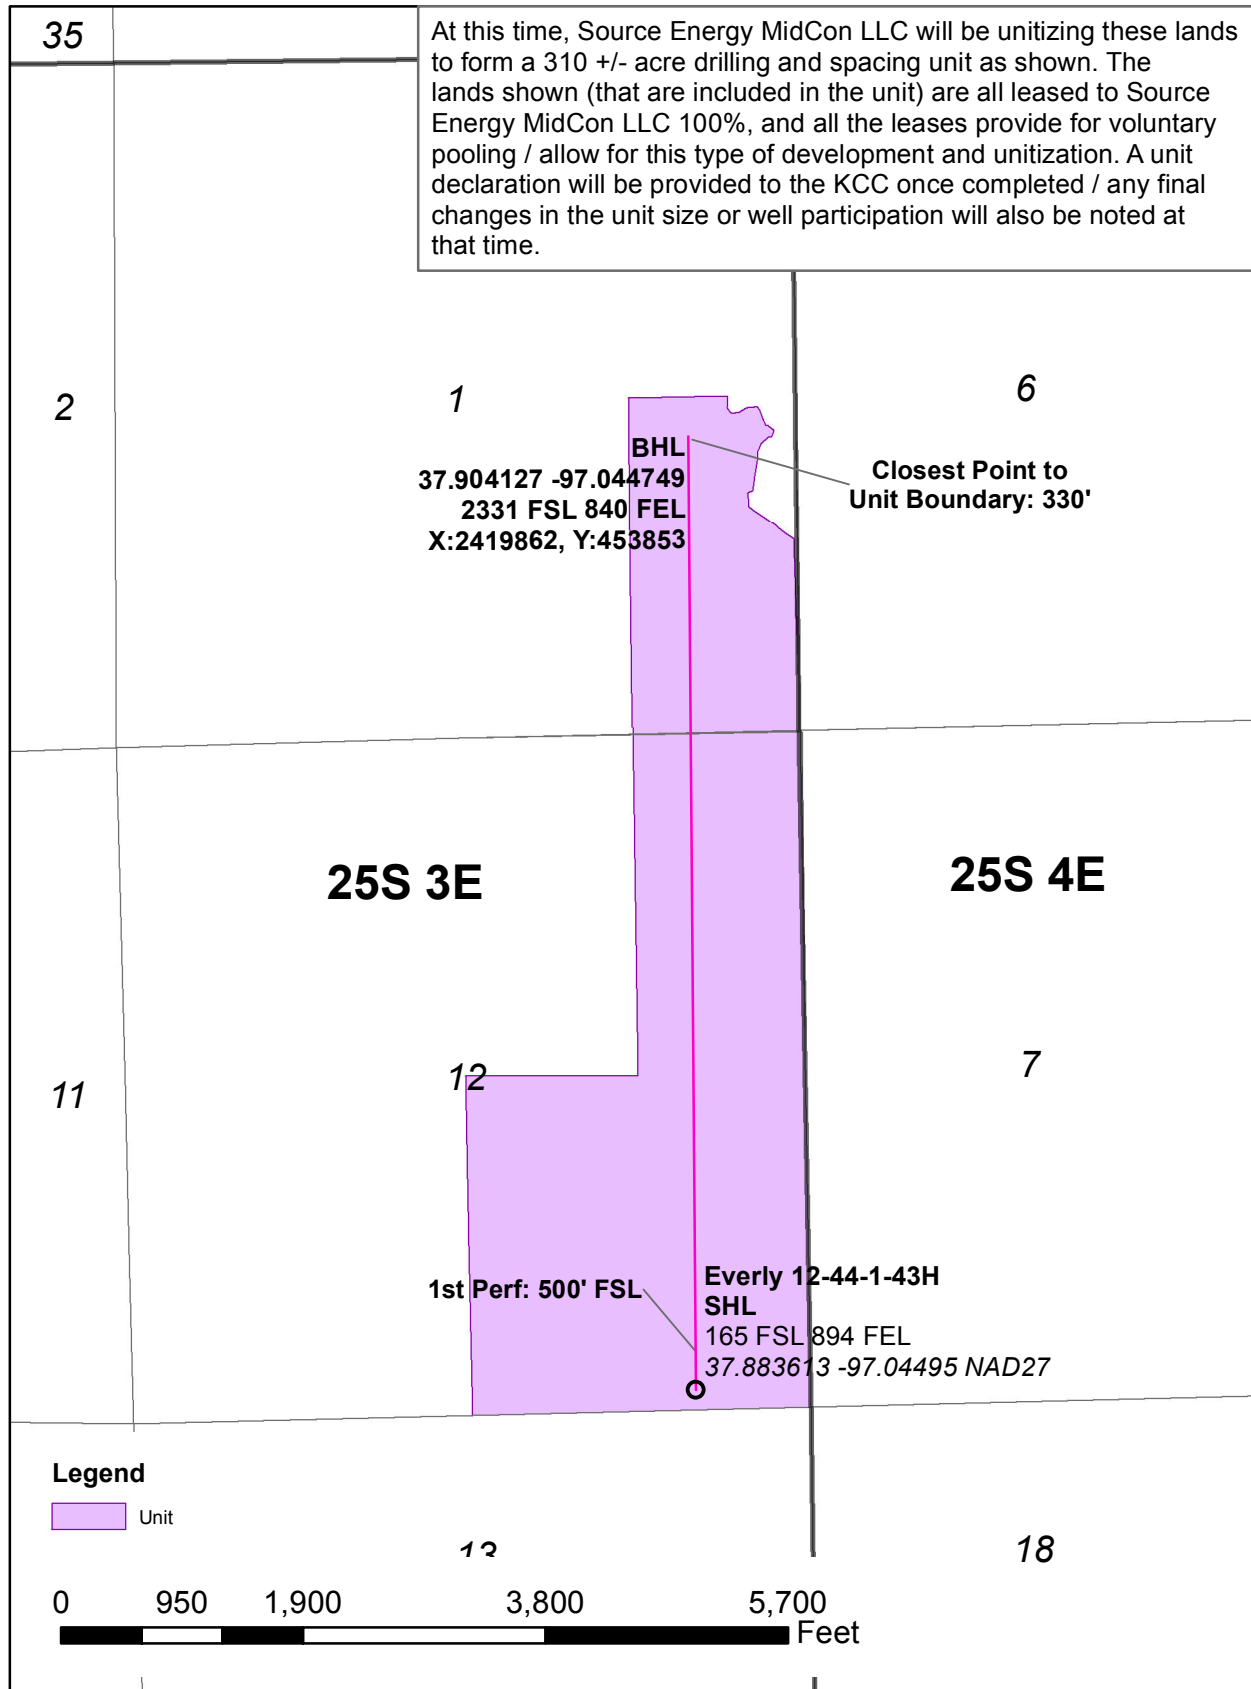 35
At this time, Source Energy MidCon LLC will be unitizing these lands
to form a 310 +/- acre drilling and spacing unit as shown. The
lands shown (that are included in the unit) are all leased to Source
Energy MidCon LLC 100%, and all the leases provide for voluntary
pooling / allow for this type of development and unitization. A unit
declaration will be provided to the KCC once completed / any final
changes in the unit size or well participation will also be noted at
that time.
2
1
6
BHL
37.904127 -97.044749
2331 FSL 840 FEL
X:2419862, Y:453853
Closest Point to
Unit Boundary: 330'
25S 3E
25S 4E
11
12
7
1st Perf: 500' FSL
Everly 12-44-1-43H
SHL
165 FSL 894 FEL
37.883613 -97.04495 NAD27
Legend
Unit
13
18
0 950 1,900 3,800 5,700
Feet